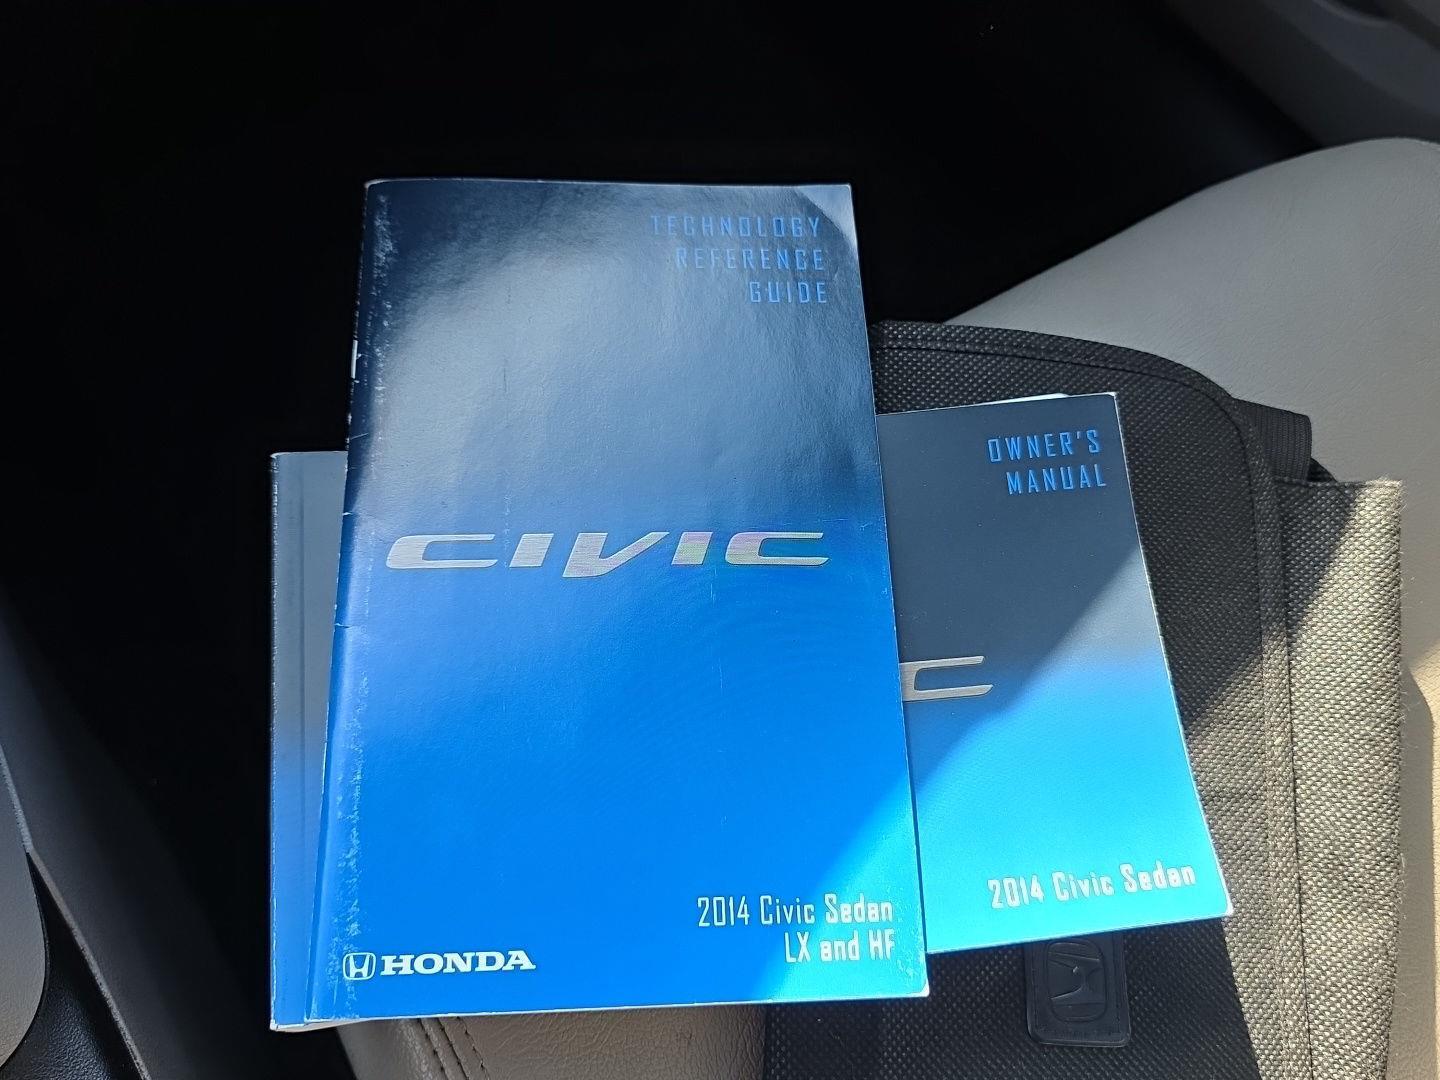 TECHNOLOGY
REFERENCE
GUIDE
CIVIC
2014 Civic Sedan
LX and HF
HONDA
OWNER'S
MANUAL
C
2014 Civic Sedan